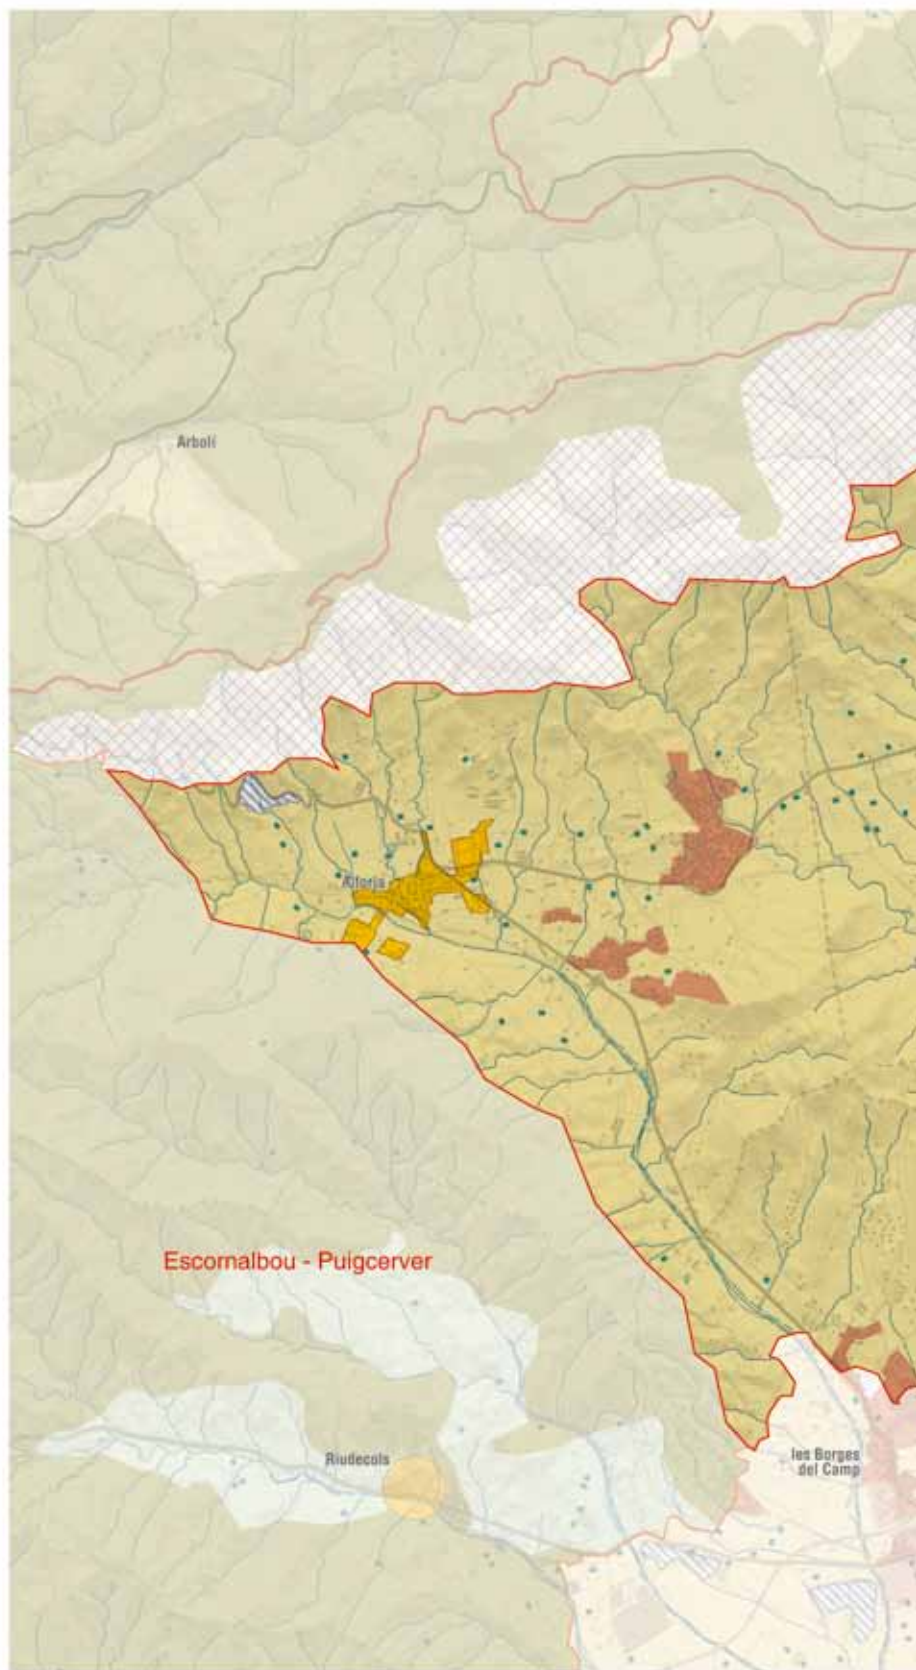 Arbolí
Alforja
Escornalbou - Puigcerver
Riudecols
les Borges
del Camp